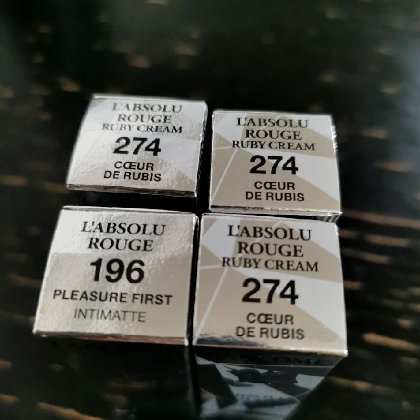 L'ABSOLU
ROUGE
RUBY CREAM
274
CŒUR
DE RUBIS
L'ABSOLU
ROUGE
RUBY CREAM
274
CŒUR
DE RUBIS
L'ABSOLU
ROUGE
196
PLEASURE FIRST
INTIMATTE
L'ABSOLU
ROUGE
RUBY CREAM
274
CŒUR
DE RUBIS